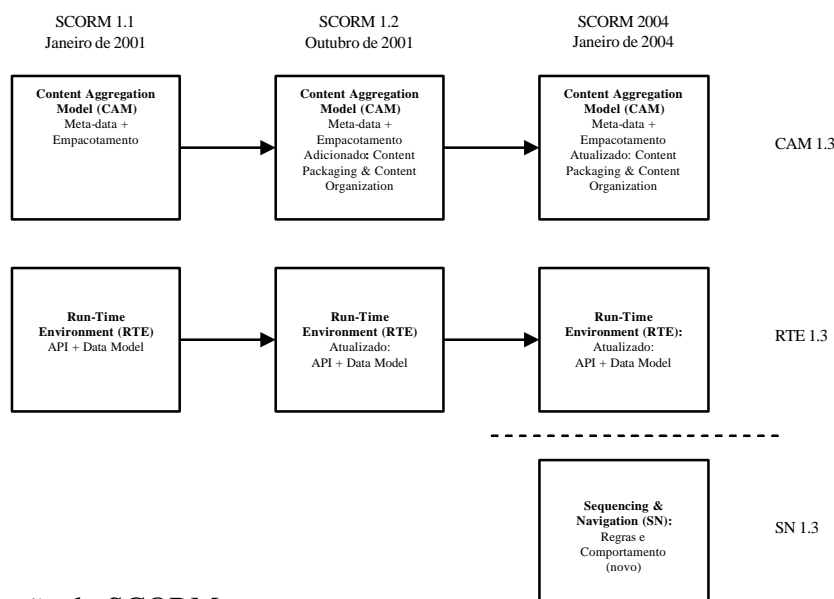 SCORM 1.1
Janeiro de 2001
SCORM 1.2
Outubro de 2001
SCORM 2004
Janeiro de 2004
Content Aggregation
Model (CAM)
Meta-data +
Empacotamento
Content Aggregation
Model (CAM)
Meta-data +
Empacotamento
Adicionado: Content
Packaging & Content
Organization
Content Aggregation
Model (CAM)
Meta-data +
Empacotamento
Atualizado: Content
Packaging & Content
Organization
CAM 1.3
Run-Time
Environment (RTE)
API + Data Model
Run-Time
Environment (RTE)
Atualizado:
API + Data Model
Run-Time
Environment (RTE):
Atualizado:
API + Data Model
RTE 1.3
Sequencing &
Navigation (SN):
Regras e
Comportamento
(novo)
SN 1.3